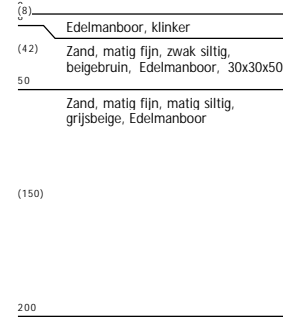 (8)
Edelmanboor, klinker
(42)
Zand, matig fijn, zwak siltig,
beigebruin, Edelmanboor, 30x30x50
50
Zand, matig fijn, matig siltig,
grijsbeige, Edelmanboor
(150)
200